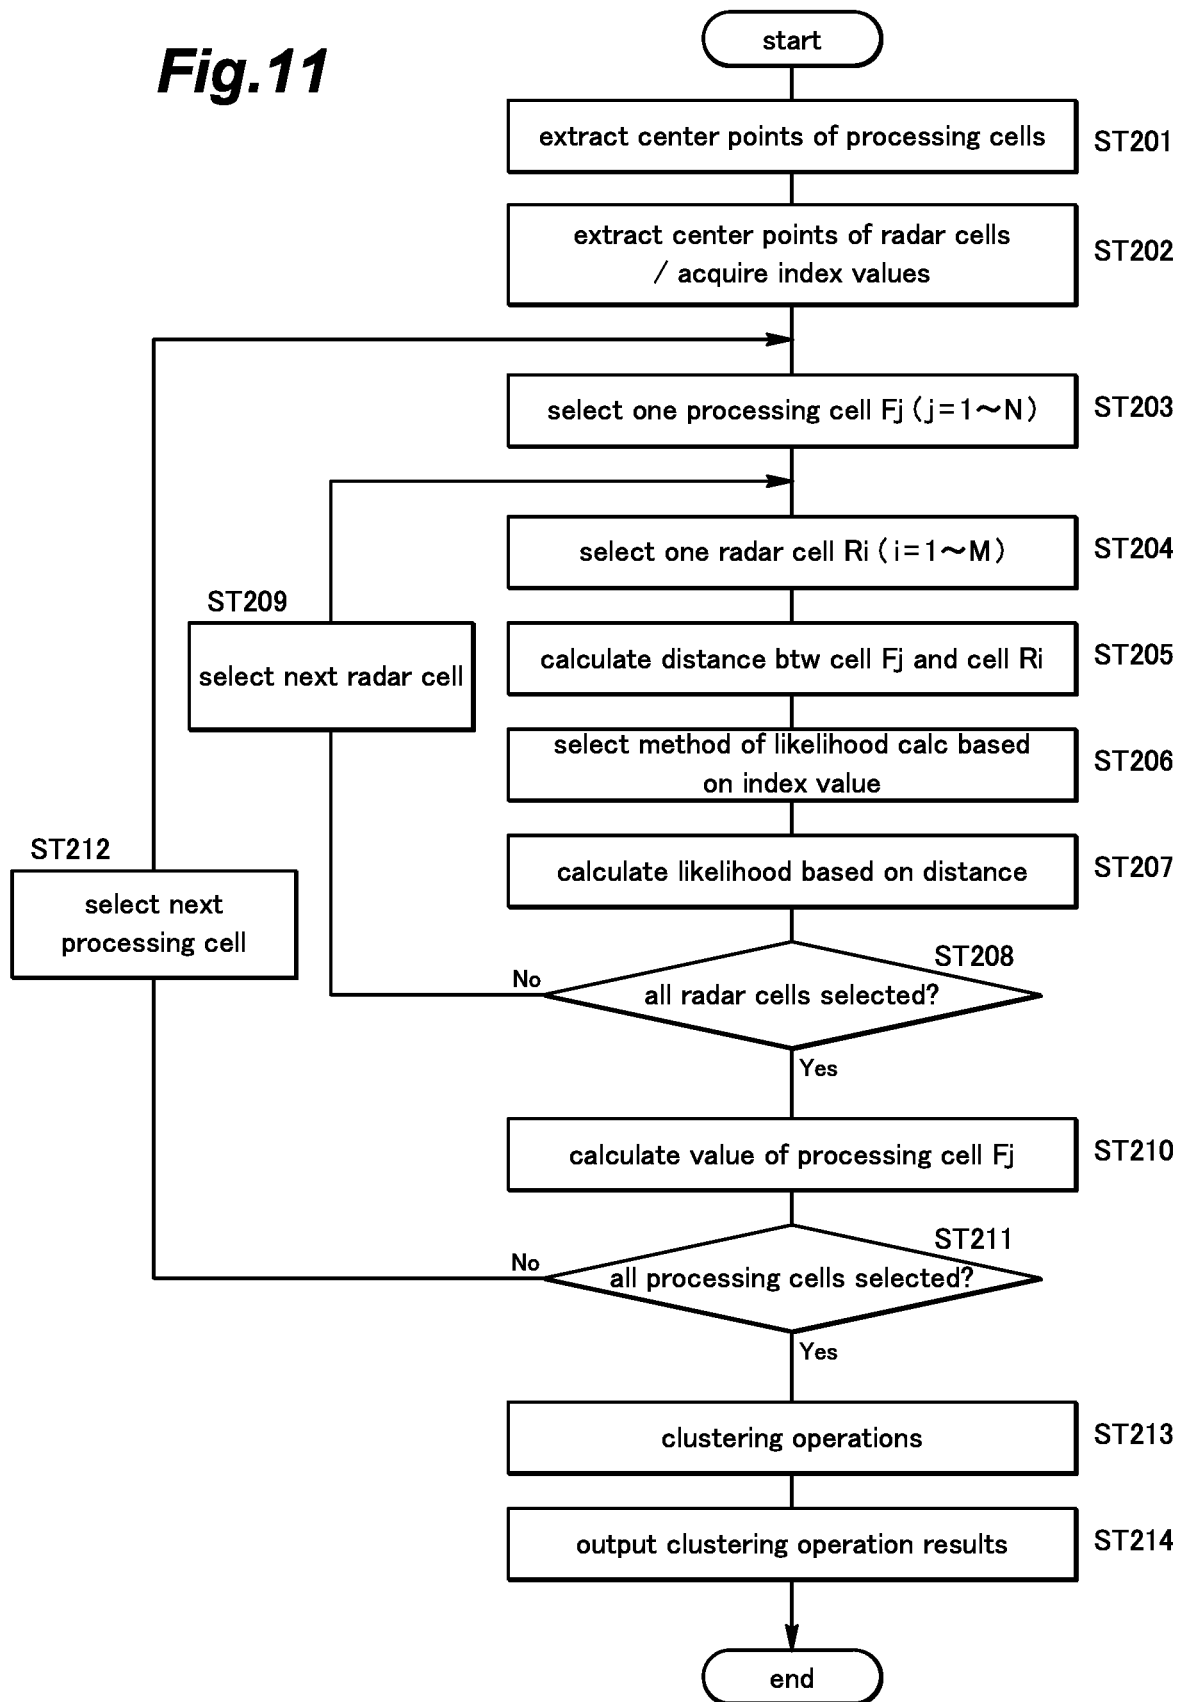 Fig.11
start
extract center points of processing cells
ST201
extract center points of radar cells
/ acquire index values
ST202
select one processing cell Fj (j=1~N)
ST203
select one radar cell Ri (i=1~M)
ST204
ST209
select next radar cell
calculate distance btw cell Fj and cell Ri
ST205
select method of likelihood calc based
on index value
ST206
ST212
select next
processing cell
calculate likelihood based on distance
ST207
ST208
No
all radar cells selected?
Yes
calculate value of processing cell Fj
ST210
ST211
No
all processing cells selected?
Yes
clustering operations
ST213
output clustering operation results
ST214
end